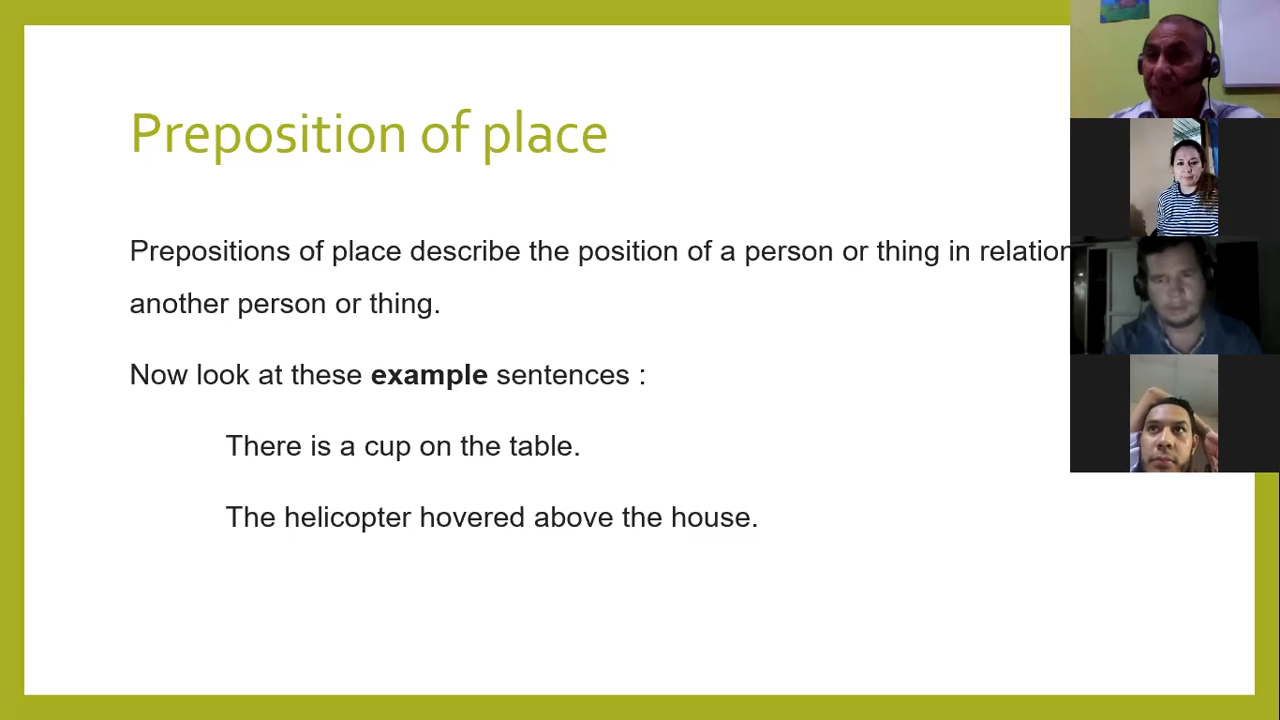 Preposition of place
Prepositions of place describe the position of a person or thing in relation
another person or thing.
Now look at these example sentences :
There is a cup on the table.
The helicopter hovered above the house.